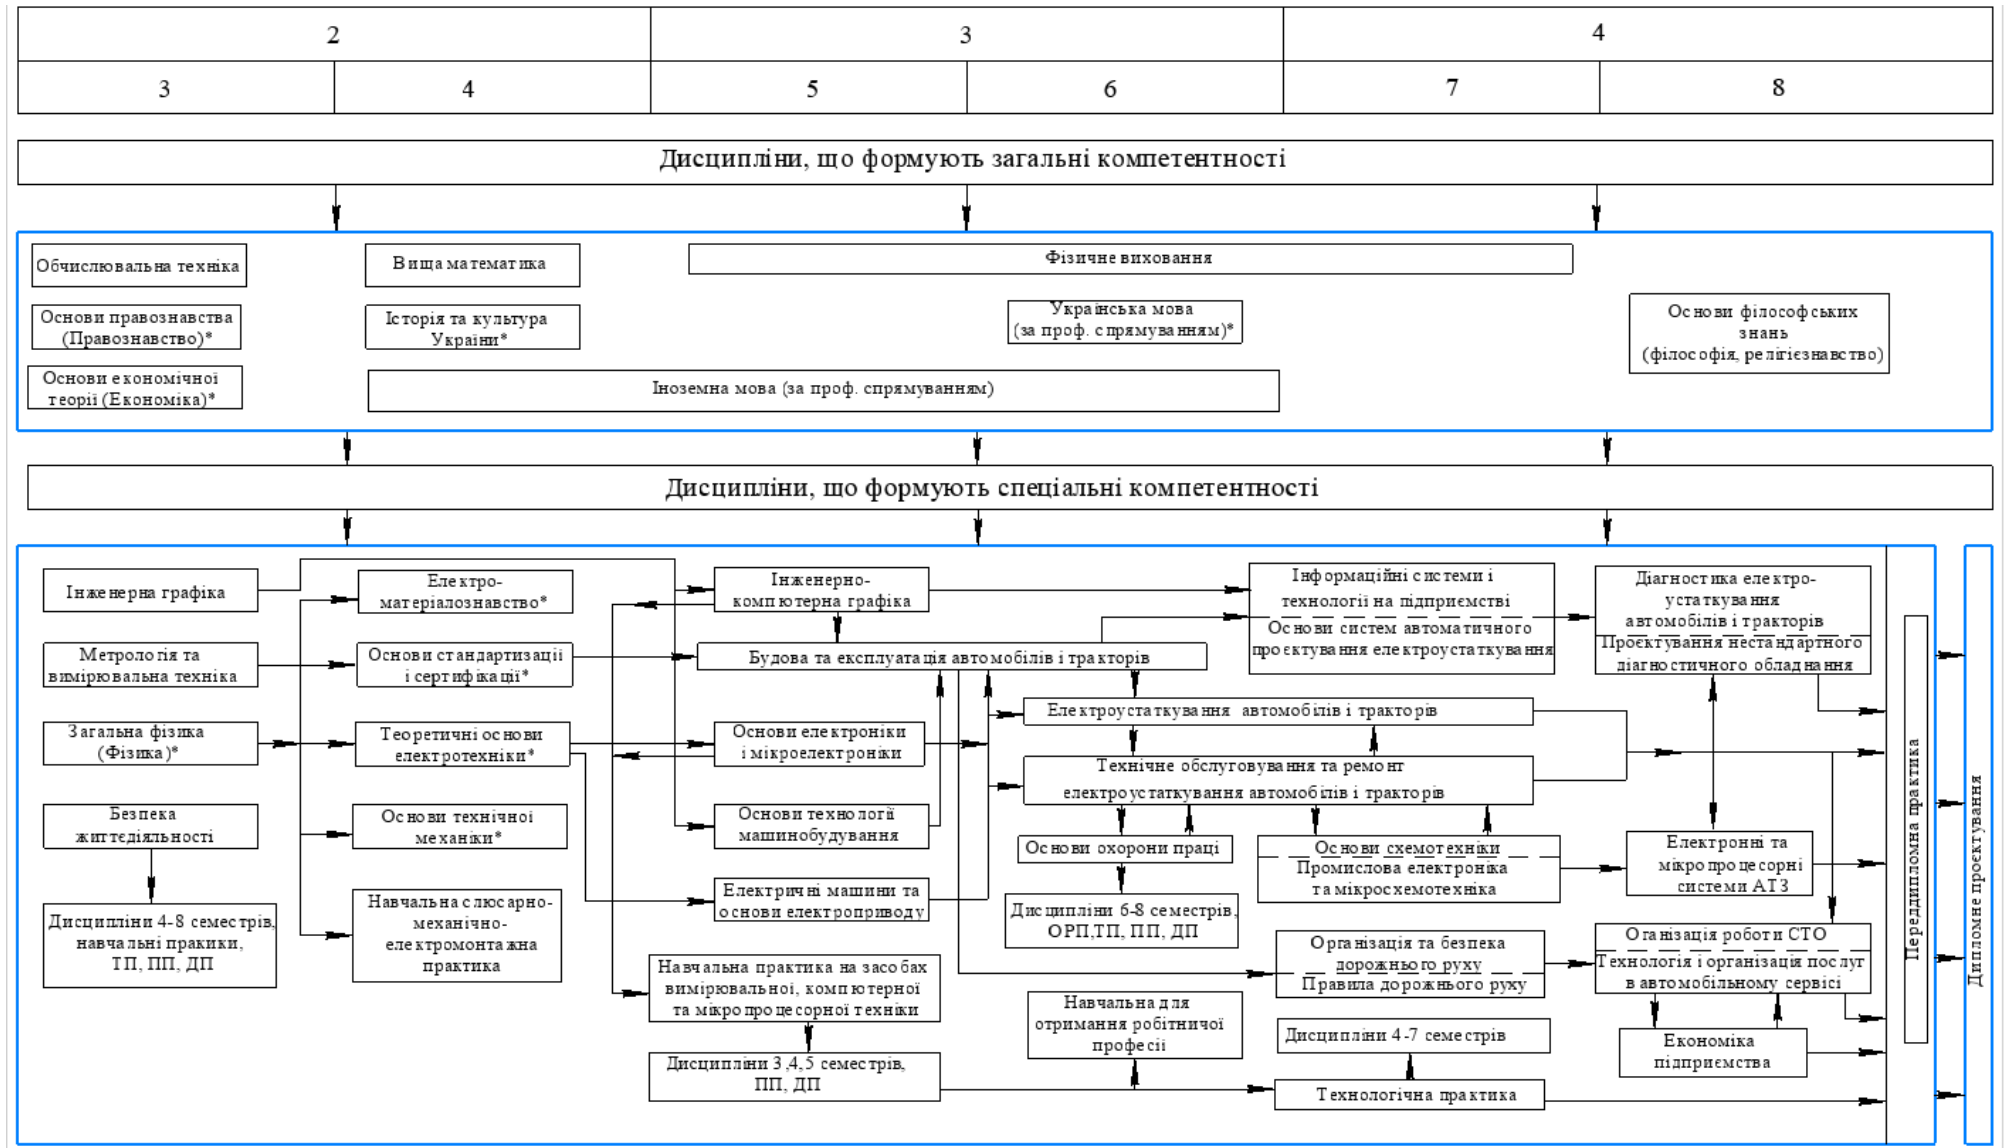 2
3
4
3
4
5
6
7
8
Дисципліни, що формують загальні компетентності
Обчислювальна техніка
Вища математика
Фізичне виховання
Основи правознавства
(Правознавство)*
Історія та культура
України*
Українська мова
(за проф. спрямуванням)*
Основи філософських
знань
(філософія, релігієзнавство)
Основи економічної
теорії (Економіка)*
Іноземна мова (за проф. спрямуванням)
Дисципліни, що формують спеціальні компетентності
Інженерна графіка
Метрологія та
вимірювальна техніка
Загальна фізика
(Фізика)*
Безпека
життєдіяльності
Дисципліни 4-8 семестрів,
навчальні пракики,
ТП, ПП, ДП
Електро-
матеріалознавство*
Основи стандартизації
і сертифікації*
Теоретичні основи
електротехніки*
Основи технічної
механіки*
Навчальна слюсарно-
механічно-
електромонтажна
практика
Інженерно-
компютерна графіка
Будова та експлуатація автомобілів і тракторів
Основи електроніки
і мікроелектроніки
Основи технології
машинобудування
Електричні машини та
основи електроприводу
Навчальна практика на засобах
вимірювальної, компютерної
та мікропроцесорної техніки
Дисципліни 3,4,5 семестрів,
ПП, ДП
Електроустаткування автомобілів і тракторів
Технічне обслуговування та ремонт
електроустаткування автомобілів і тракторів
Основи охорони праці
Дисципліни 6-8 семестрів,
ОРП,ТП, ПП, ДП
Навчальна для
отримання робітничої
професії
Інформаційні системи і
технології на підприємстві
Основи систем автоматичного
проєктування електроустаткування
Основи схемотехніки
Промислова електроніка
та мікросхемотехніка
Організація та безпека
дорожнього руху
Правила дорожнього руху
Дисципліни 4-7 семестрів
Технологічна практика
Діагностика електро-
устаткування
автомобілів і тракторів
Проєктування нестандартного
діагностичного обладнання
Електронні та
мікропроцесорні
системи АТЗ
Оганізація роботи СТО
Технологія і організація послуг
в автомобільному сервісі
Економіка
підприємства
Переддипломна практика
Дипломне проєктування